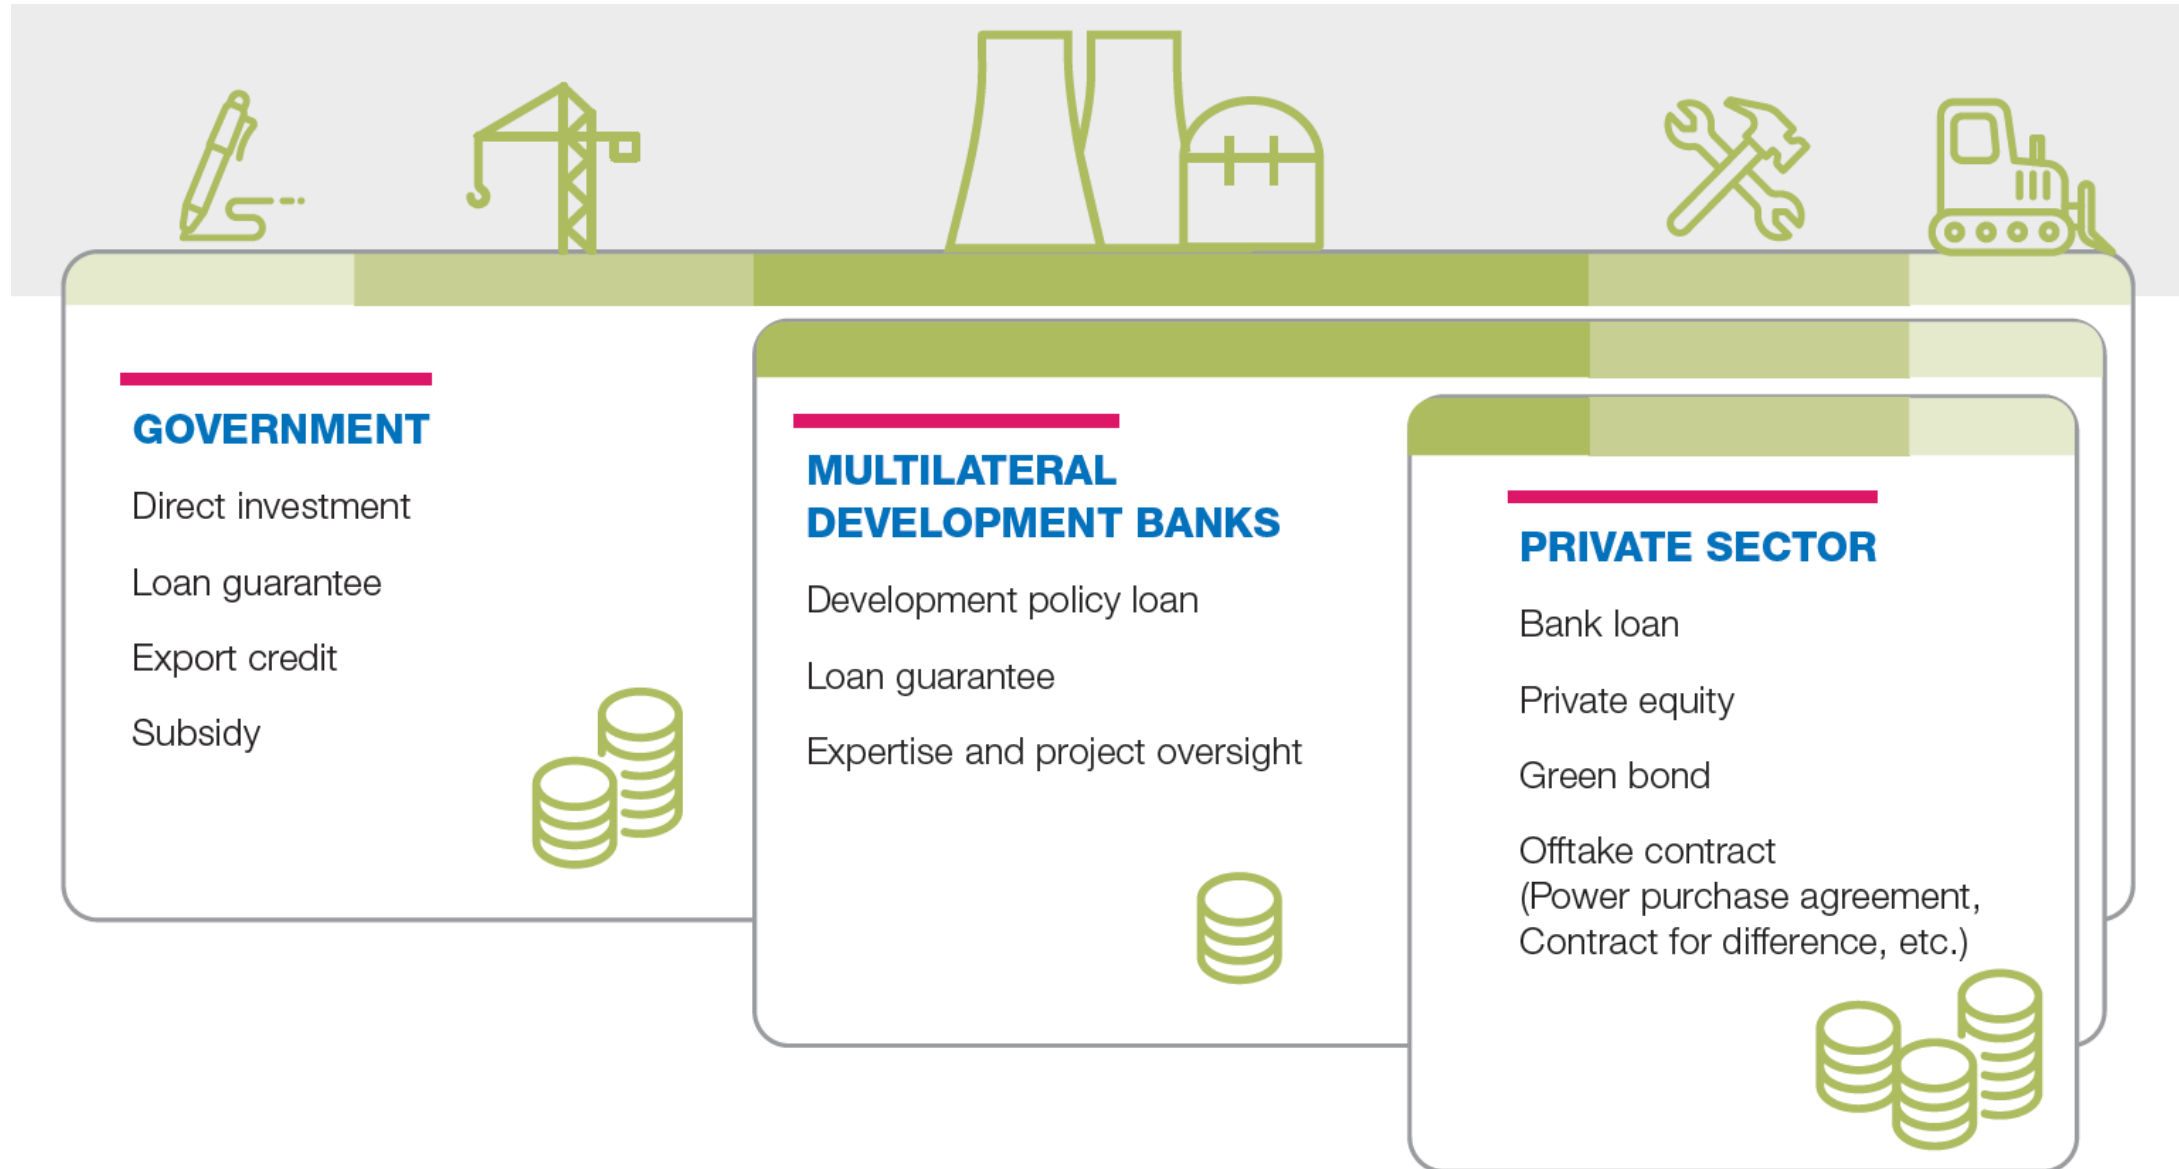 GOVERNMENT
Direct investment
Loan guarantee
Export credit
Subsidy
MULTILATERAL
DEVELOPMENT BANKS
Development policy loan
Loan guarantee
Expertise and project oversight
PRIVATE SECTOR
Bank loan
Private equity
Green bond
Offtake contract
(Power purchase agreement,
Contract for difference, etc.)